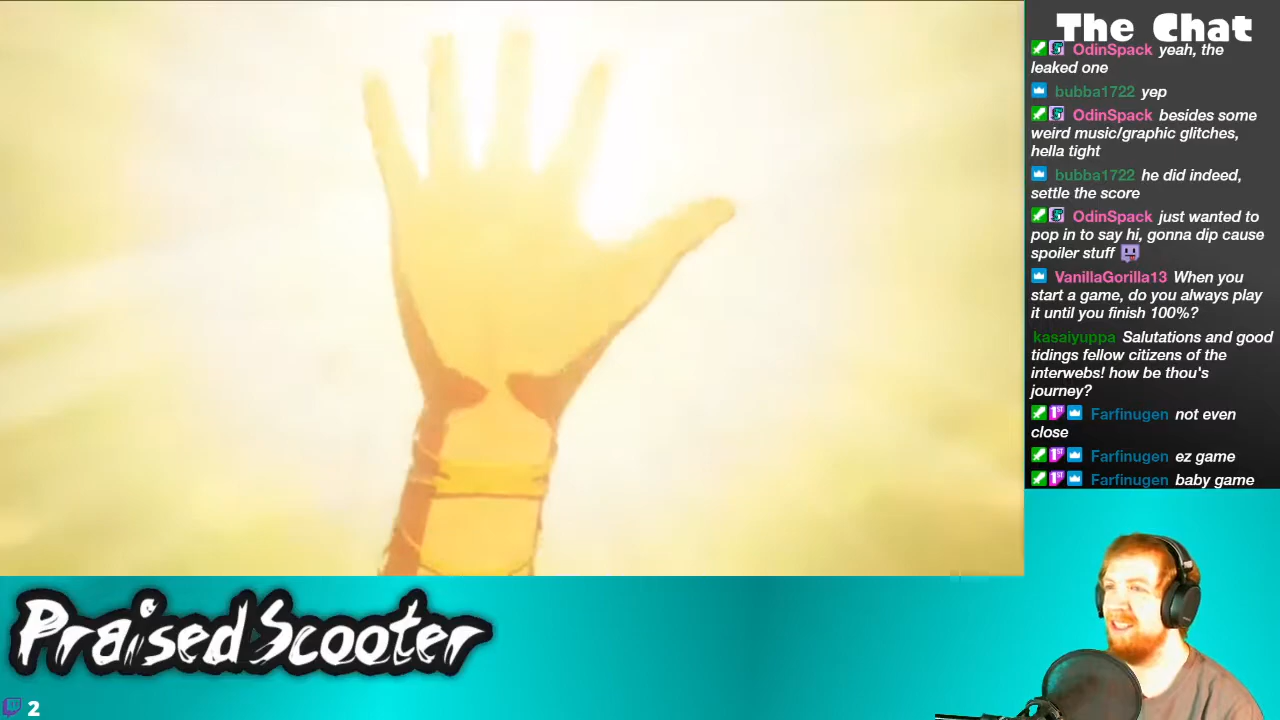 The Chat
OdinSpack yeah, the
leaked one
bubba1722 yep
OdinSpack besides some
weird music/graphic glitches,
hella tight
bubba1722 he did indeed,
settle the score
OdinSpack just wanted to
pop in to say hi, gonna dip cause
spoiler stuff
VanillaGorilla13 When you
start a game, do you always play
it until you finish 100%?
kasaiyuppa Salutations and good
tidings fellow citizens of the
interwebs! how be thou's
journey?
Farfinugen not even
close
Farfinugen ez game
Farfinugen baby game
Praised Scooter
2